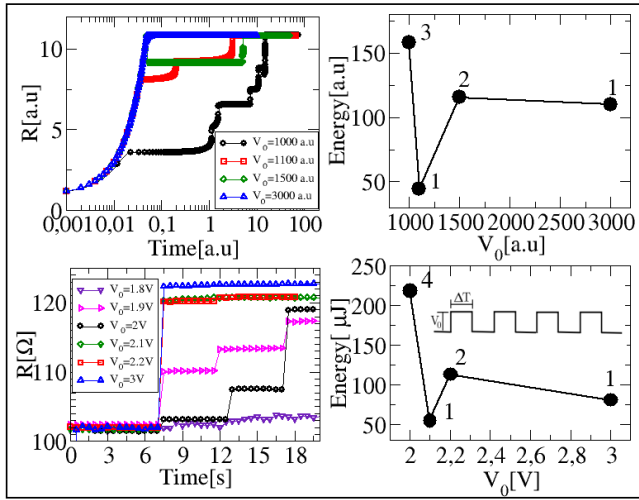 R[a.u]
10
5
0
0,001
0,01
0,1
1
10
100
Time[a.u]
V0=1000 a.u
V0=1100 a.u
V0=1500 a.u
V0=3000 a.u
Energy[a.u]
200
150
100
50
1000
1500
2000
2500
3000
V0[a.u]
3
1
2
1
R[Ω]
120
110
100
0
3
6
9
12
15
18
Time[s]
V0=1.8V
V0=1.9V
V0=2V
V0=2.1V
V0=2.2V
V0=3V
Energy[ µJ]
250
200
150
100
50
2
2,2
2,4
2,6
2,8
3
V0[V]
4
1
2
1
V0
ΔT